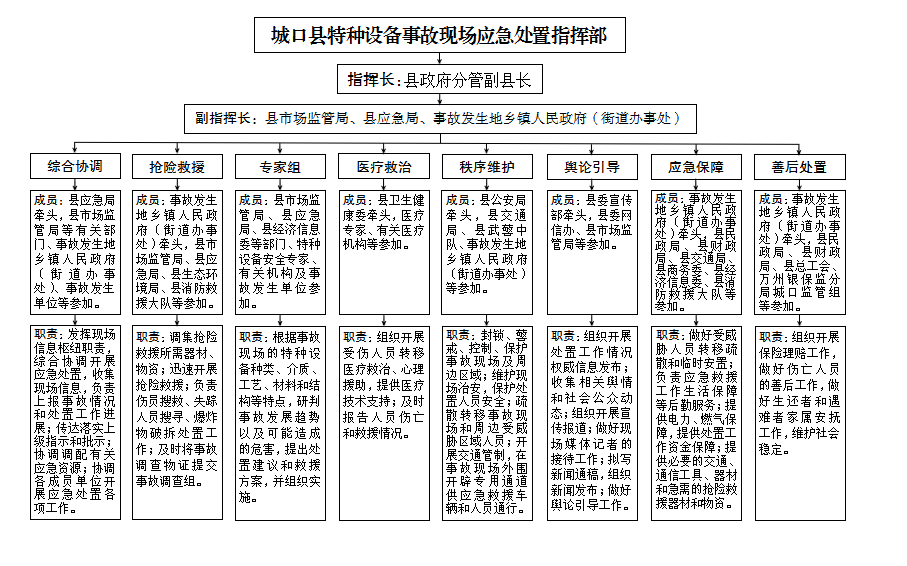 城口县特种设备事故现场应急处置指挥部
指挥长:县政府分管副县长
副指挥长：县市场监管局、县应急局、事故发生地乡镇人民政府（街道办事处）
综合协调
抢险救援
专家组
医疗救治
秩序维护
舆论引导
应急保障
善后处置
成员：县应急局
牵头，县市场监
管局等有关部
门、事故发生地
乡镇人民政府
（街道办事
处）、事故发生
单位等参加。
成员：事故发生
地乡镇人民政
府（街道办事
处）牵头，县市
场监管局、县应
急局、县生态环
境局、县消防救
援大队等参加。
成员：县市场监
管局、县应急
局、县经济信息
委等部门、特种
设备安全专家、
有关机构及事
故发生单位参
加。
成员：县卫生健
康委牵头，医疗
专家、有关医疗
机构等参加。
成员：县公安局
牵头，县交通
局、县武警中
队、事故发生地
乡镇人民政府
（街道办事处）
等参加。
成员：县委宣传
部牵头，县委网
信办、县市场监
管局等参加。
成员：事故发生
地乡镇人民政
府（街道办事
处）牵头，县民
政局、县财政
局、县交通局、
县商务委、县经
济信息委、县消
防救援大队等
参加。
成员：事故发生
地乡镇人民政
府（街道办事
处）牵头，县民
政局、县财政
局、县总工会、
万州银保监分
局城口监管组
等参加。
职责：发挥现场
信息枢纽职责，
综合协调开展
应急处置，收集
现场信息，负责
上报事故情况
和处置工作进
展；传达落实上
级指示和批示；
协调调配有关
应急资源；协调
各成员单位开
展应急处置各
项工作。
职责：调集抢险
救援所需器材、
物资；迅速开展
抢险救援；负责
伤员搜救、失踪
人员搜寻、爆炸
物破拆处置工
作；及时将事故
调查物证提交
事故调查组。
职责：根据事故
现场的特种设
备种类、介质、
工艺、材料和结
构等特点，研判
事故发展趋势
以及可能造成
的危害，提出处
置建议和救援
方案，并组织实
施。
职责：组织开展
受伤人员转移
医疗救治、心理
援助，提供医疗
技术支持；及时
报告人员伤亡
和救援情况。
职责：封锁、警
戒、控制、保护
事故现场及周
边区域；维护现
场治安，保护处
置人员安全；疏
散转移事故现
场和周边受威
胁区域人员；开
展交通管制，在
事故现场外围
开辟专用通道
供应急救援车
辆和人员通行。
职责：组织开展
处置工作情况
权威信息发布；
收集相关舆情
和社会公众动
态；组织开展宣
传报道；做好现
场媒体记者的
接待工作；拟写
新闻通稿，组织
新闻发布；做好
舆论引导工作。
职责：做好受威
胁人员转移疏
散和临时安置；
负责应急救援
工作生活保障
等后勤服务；提
供电力、燃气保
障，提供处置工
作资金保障；提
供必要的交通、
通信工具、器材
和急需的抢险救
援器材和物资。
职责：组织开展
保险理赔工作，
做好伤亡人员
的善后工作，做
好生还者和遇
难者家属安抚
工作，维护社会
稳定。